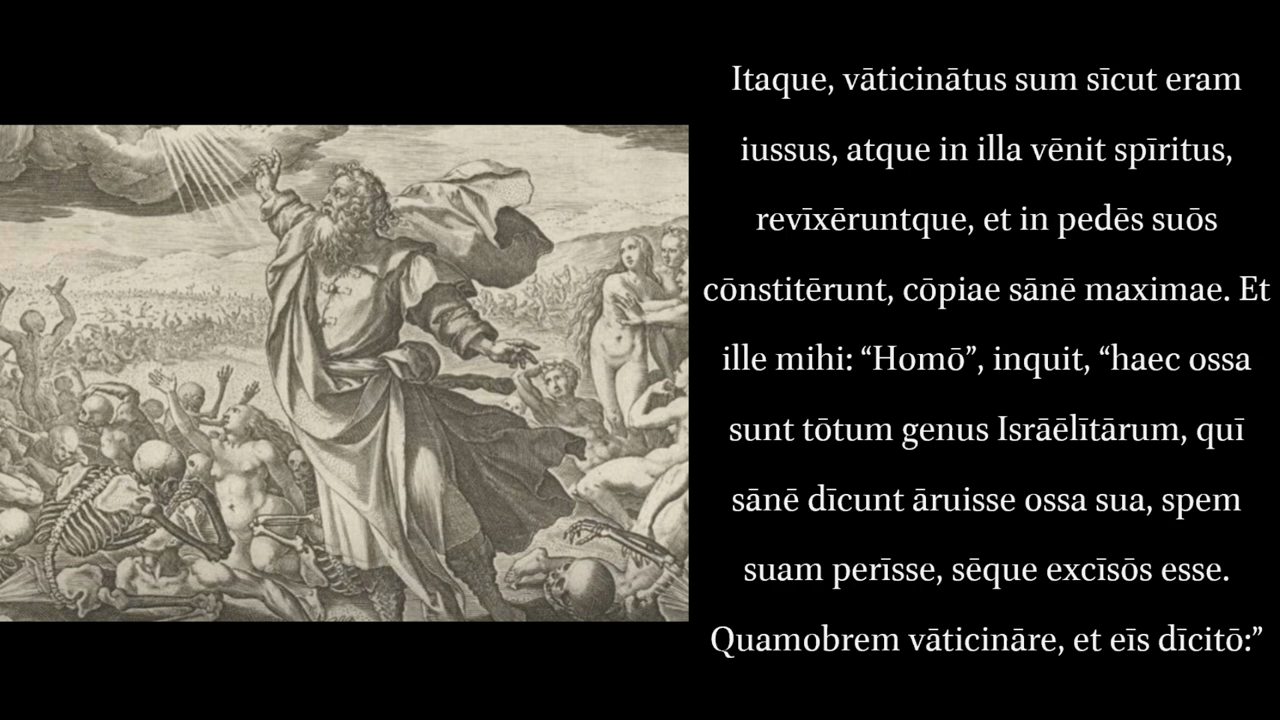 Itaque, vāticinātus sum sīcut eram
iussus, atque in illa vēnit spīritus,
revīxēruntque, et in pedēs suōs
cōnstitērunt, cōpiae sānē maximae. Et
ille mihi: “Homō”, inquit, “haec ossa
sunt tōtum genus Isrāēlītārum, quī
sānē dīcunt āruisse ossa sua, spem
suam perīsse, sēque excīsōs esse.
Quamobrem vāticināre, et eīs dīcitō:”